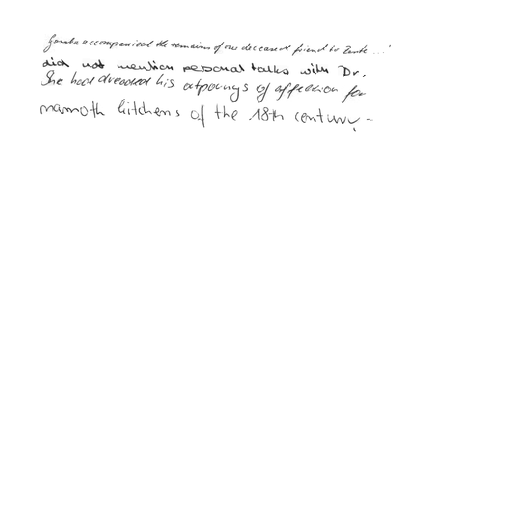 Gamba accompanied the remains of our deceased friend to Zante ... '
did not mention personal talks with Dr.
She had dreaded his outpourings of affection for
mamoth kitchens of the 18th century -